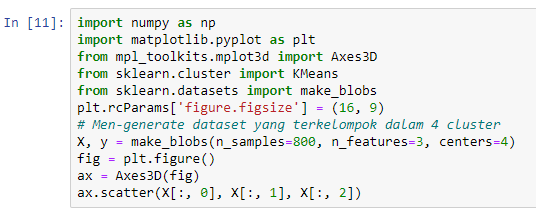 In [11]: import numpy as np
import matplotlib.pyplot as plt
from mpl_toolkits.mplot3d import Axes3D
from sklearn.cluster import KMeans
from sklearn.datasets import make_blobs
plt.rcParams['figure.figsize'] = (16, 9)
# Men-generate dataset yang terkelompok dalam 4 cluster
X, y = make_blobs(n_samples=800, n_features=3, centers=4)
fig = plt.figure()
ax = Axes3D(fig)
ax.scatter(X[:, 0], X[:, 1], X[:, 2])